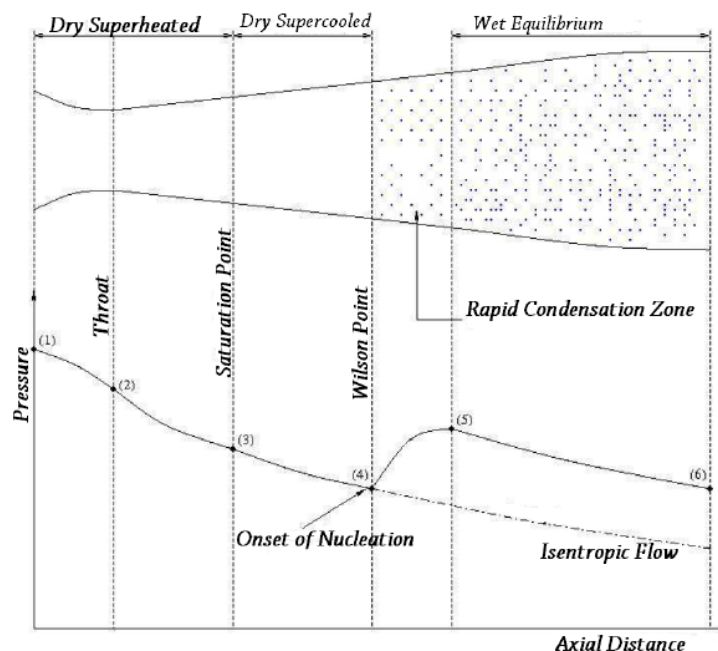 Dry Superheated
Dry Supercooled
Wet Equilibrium
Throat
Saturation Point
Wilson Point
Rapid Condensation Zone
Pressure
(1)
(2)
(3)
(4)
(5)
(6)
Onset of Nucleation
Isentropic Flow
Axial Distance